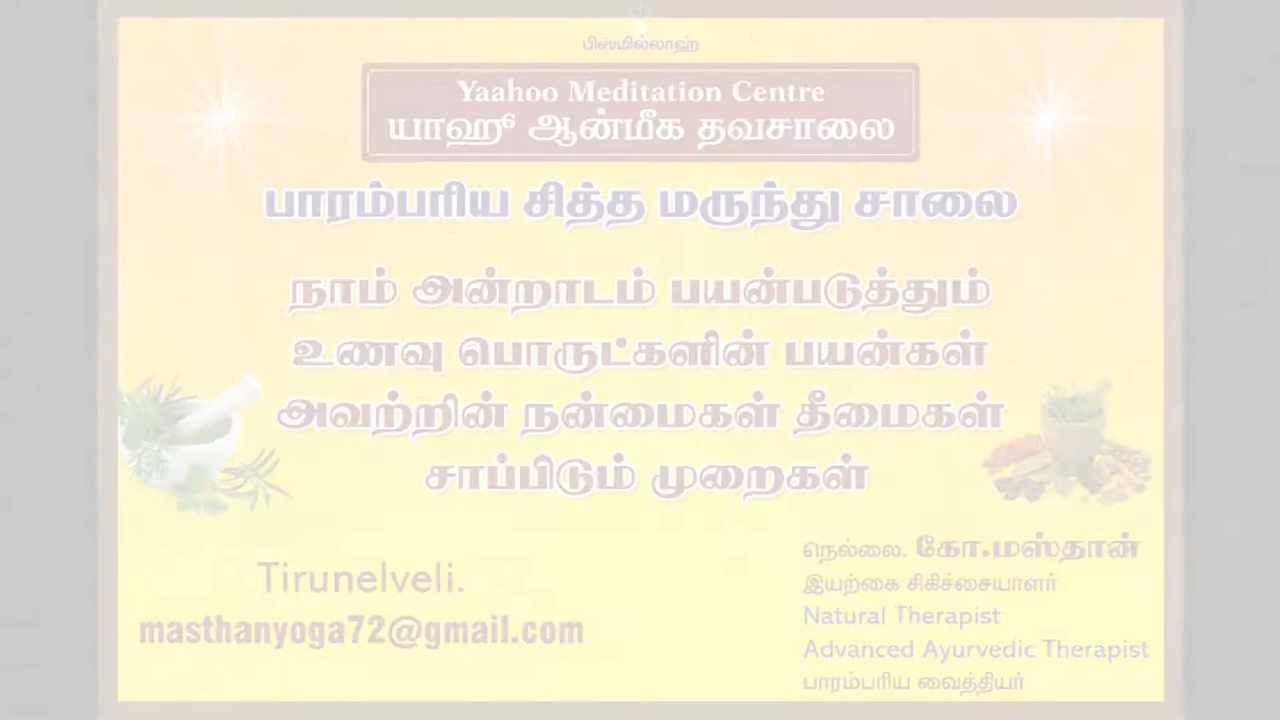 பிஸ்மில்லாஹ்
Yaahoo Meditation Centre
யாஹூ ஆன்மீக தவசாலை
பாரம்பரிய சித்த மருந்து சாலை
நாம் அன்றாடம் பயன்படுத்தும்
உணவு பொருட்களின் பயன்கள்
அவற்றின் நன்மைகள் தீமைகள்
சாப்பிடும் முறைகள்
Tirunelveli.
masthanyoga72@gmail.com
நெல்லை. கோ.மஸ்தான்
இயற்கை சிகிச்சையாளர்
Natural Therapist
Advanced Ayurvedic Therapist
பாரம்பரிய வைத்தியர்